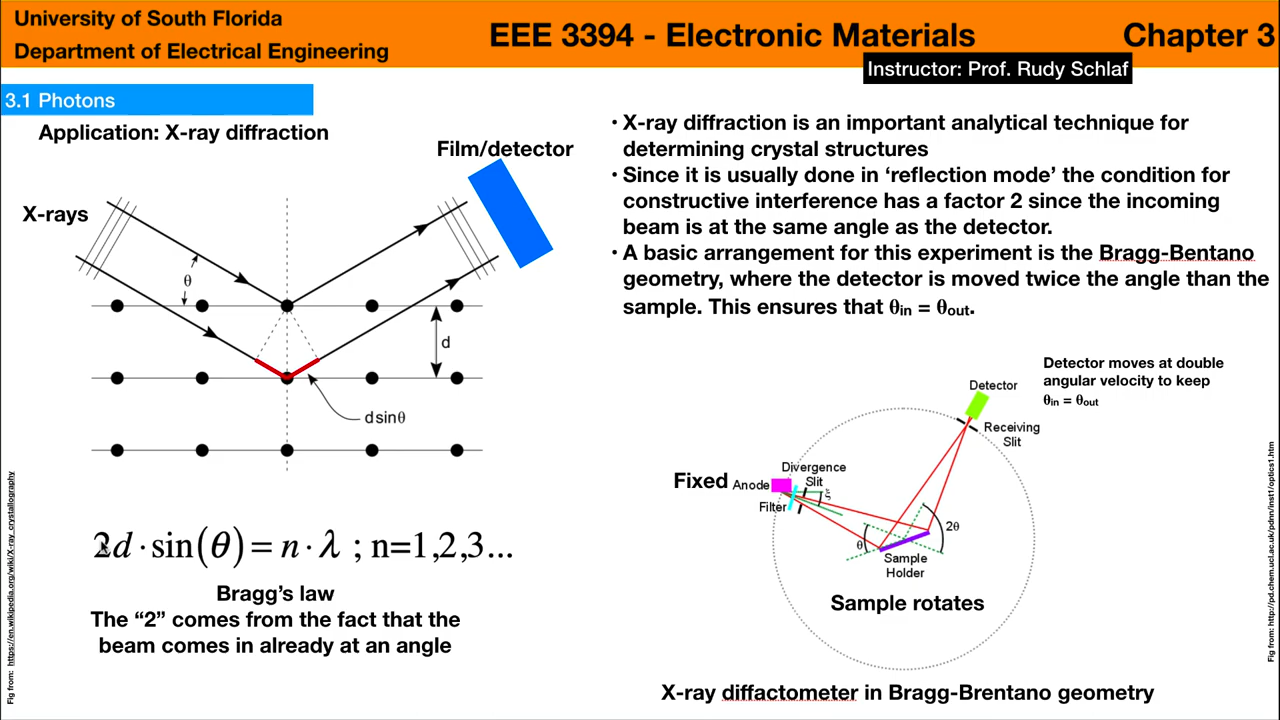 University of South Florida
Department of Electrical Engineering
EEE 3394 - Electronic Materials
Chapter 3
Instructor: Prof. Rudy Schlaf
3.1 Photons
Application: X-ray diffraction
Film/detector
X-rays
θ
d
dsinθ
2d · sin(θ) = n · λ ; n=1,2,3...
Bragg's law
The “2” comes from the fact that the
beam comes in already at an angle
Fig from: https://en.wikipedia.org/wiki/X-ray_crystallography
• X-ray diffraction is an important analytical technique for
determining crystal structures
• Since it is usually done in ‘reflection mode’ the condition for
constructive interference has a factor 2 since the incoming
beam is at the same angle as the detector.
• A basic arrangement for this experiment is the Bragg-Bentano
geometry, where the detector is moved twice the angle than the
sample. This ensures that θin = θout.
Detector moves at double
angular velocity to keep
θin = θout
Detector
Receiving
Slit
Divergence
Slit
Fixed
Anode
ξ
Filter
2θ
θ
Sample
Holder
Sample rotates
X-ray diffactometer in Bragg-Brentano geometry
Fig from: http://pd.chem.ucl.ac.uk/pdnn/inst1/optics1.htm